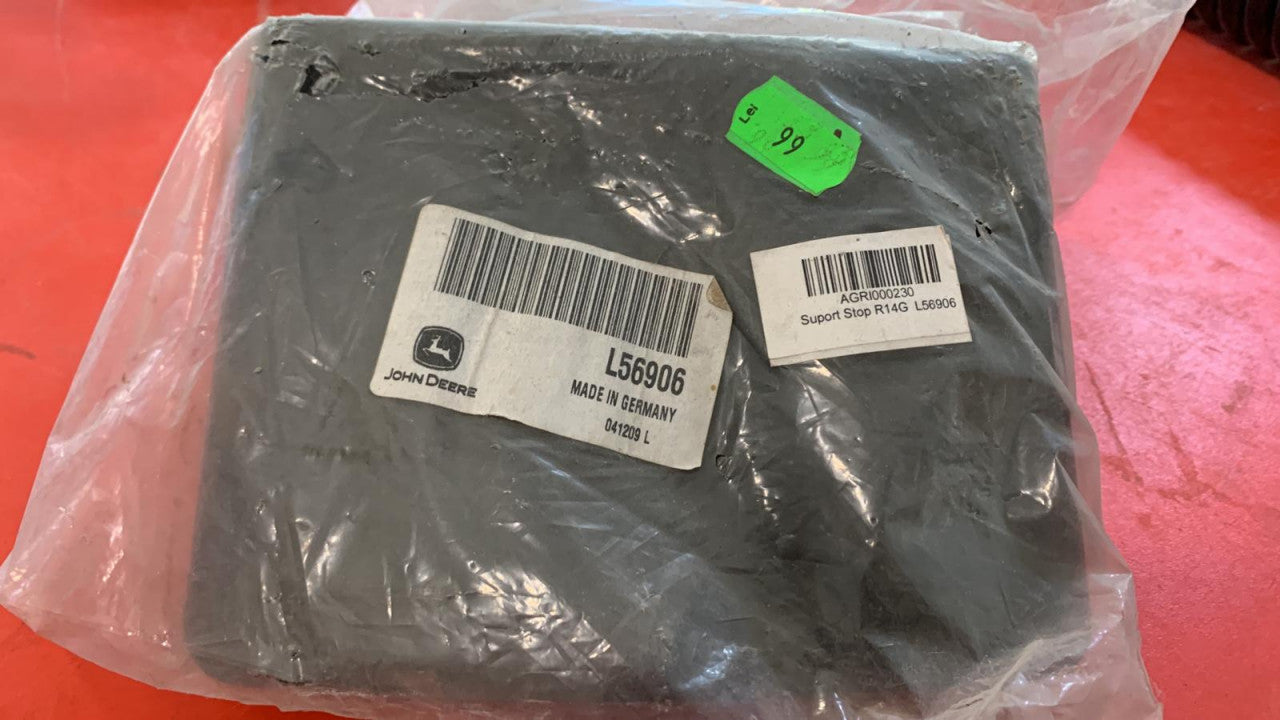 Lei
99
JOHN DEERE
L56906
MADE IN GERMANY
041209 L
AGRI000230
Suport Stop R14G L56906